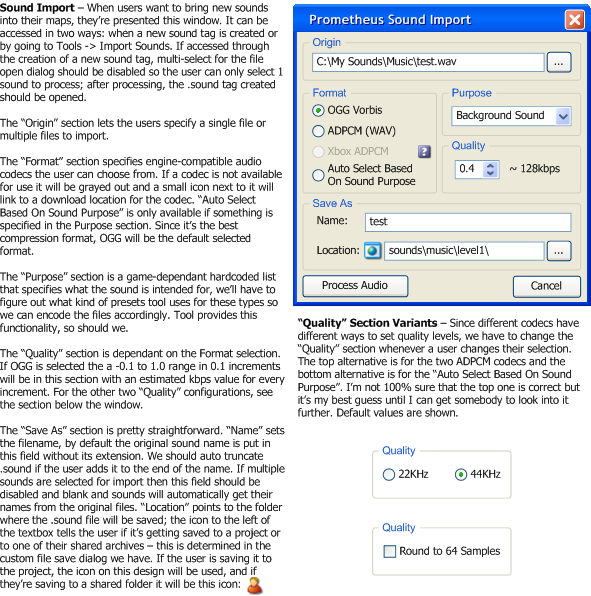 Sound Import – When users want to bring new sounds
into their maps, they're presented this window. It can be
accessed in two ways: when a new sound tag is created or
by going to Tools -> Import Sounds. If accessed through
the creation of a new sound tag, multi-select for the file
open dialog should be disabled so the user can only select 1
sound to process; after processing, the .sound tag created
should be opened.
The “Origin” section lets the users specify a single file or
multiple files to import.
The “Format” section specifies engine-compatible audio
codecs the user can choose from. If a codec is not available
for use it will be grayed out and a small icon next to it will
link to a download location for the codec. “Auto Select
Based On Sound Purpose” is only available if something is
specified in the Purpose section. Since it's the best
compression format, OGG will be the default selected
format.
The “Purpose” section is a game-dependant hardcoded list
that specifies what the sound is intended for, we'll have to
figure out what kind of presets tool uses for these types so
we can encode the files accordingly. Tool provides this
functionality, so should we.
The “Quality” section is dependant on the Format selection.
If OGG is selected the a -0.1 to 1.0 range in 0.1 increments
will be in this section with an estimated kbps value for every
increment. For the other two “Quality” configurations, see
the section below the window.
The “Save As” section is pretty straightforward. “Name” sets
the filename, by default the original sound name is put in
this field without its extension. We should auto truncate
.sound if the user adds it to the end of the name. If multiple
sounds are selected for import then this field should be
disabled and blank and sounds will automatically get their
names from the original files. “Location” points to the folder
where the .sound file will be saved; the icon to the left of
the textbox tells the user if it's getting saved to a project or
to one of their shared archives – this is determined in the
custom file save dialog we have. If the user is saving it to
the project, the icon on this design will be used, and if
they're saving to a shared folder it will be this icon:
Prometheus Sound Import
Origin
C:\My Sounds\Music\test.wav
...
Format
OGG Vorbis
ADPCM (WAV)
Xbox ADPCM
?
Auto Select Based
On Sound Purpose
Purpose
Background Sound
Quality
0.4
~ 128kbps
Save As
Name:
test
Location:
sounds\music\level1\
...
Process Audio
Cancel
“Quality” Section Variants – Since different codecs have
different ways to set quality levels, we have to change the
“Quality” section whenever a user changes their selection.
The top alternative is for the two ADPCM codecs and the
bottom alternative is for the “Auto Select Based On Sound
Purpose”. I'm not 100% sure that the top one is correct but
it's my best guess until I can get somebody to look into it
further. Default values are shown.
Quality
22KHz
44KHz
Quality
Round to 64 Samples